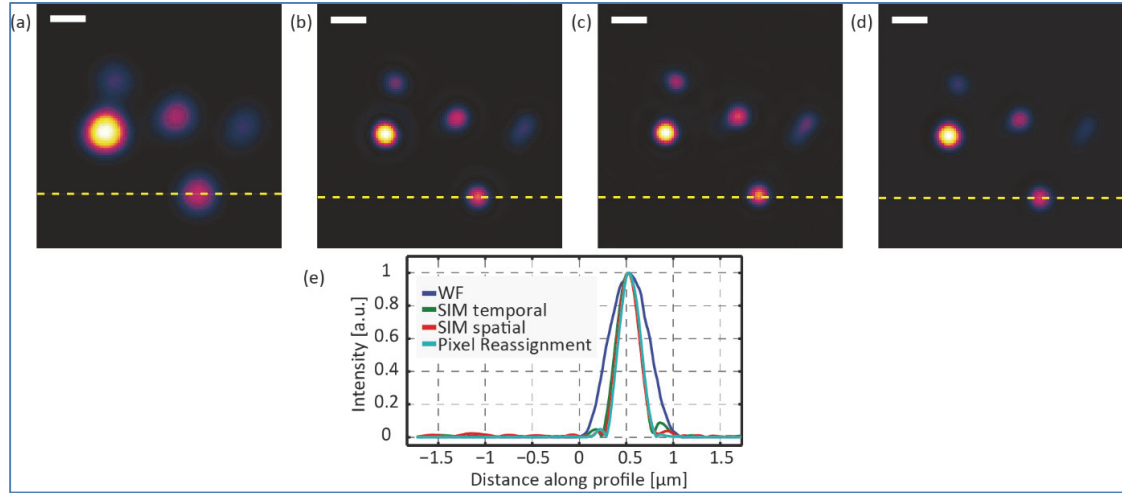 (a) (b) (c) (d)
(e)
Intensity [a.u.]
1
0.8
0.6
0.4
0.2
0
WF
SIM temporal
SIM spatial
Pixel Reassignment
−1.5 −1 −0.5 0 0.5 1 1.5
Distance along profile [μm]